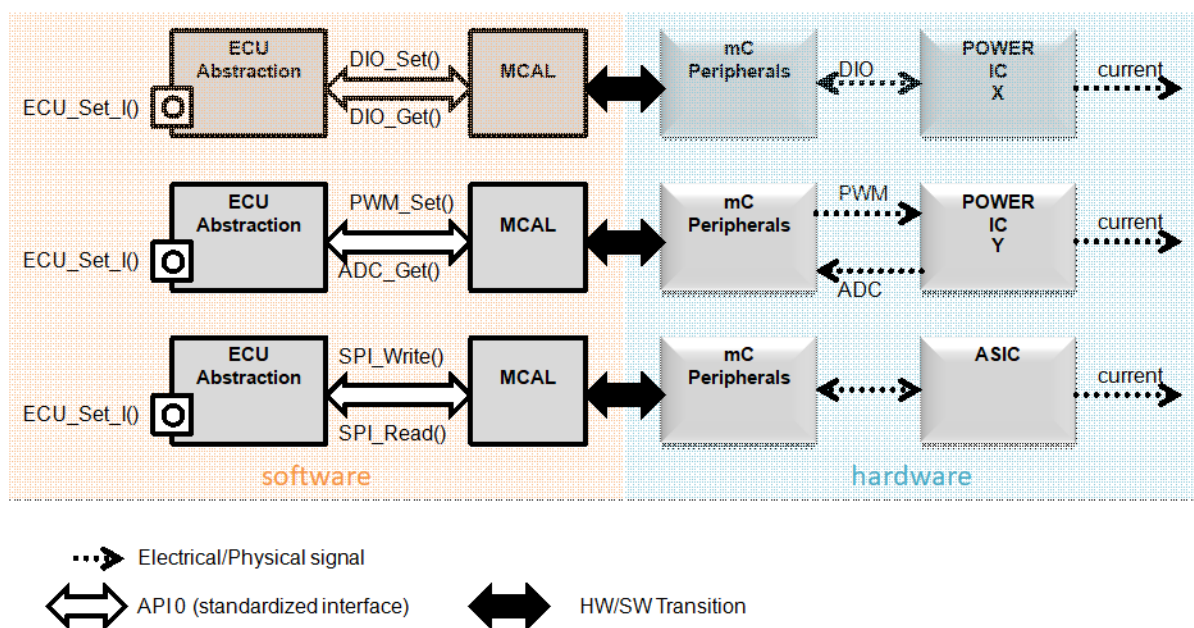 ECU
Abstraction
DIO_Set()
MCAL
mC
Peripherals
DIO
POWER
IC
X
current
ECU_Set_I()
DIO_Get()
ECU
Abstraction
PWM_Set()
MCAL
mC
Peripherals
PWM
POWER
IC
Y
current
ECU_Set_I()
ADC_Get()
ADC
ECU
Abstraction
SPI_Write()
MCAL
mC
Peripherals
ASIC
current
ECU_Set_I()
SPI_Read()
software
hardware
Electrical/Physical signal
API 0 (standardized interface)
HW/SW Transition